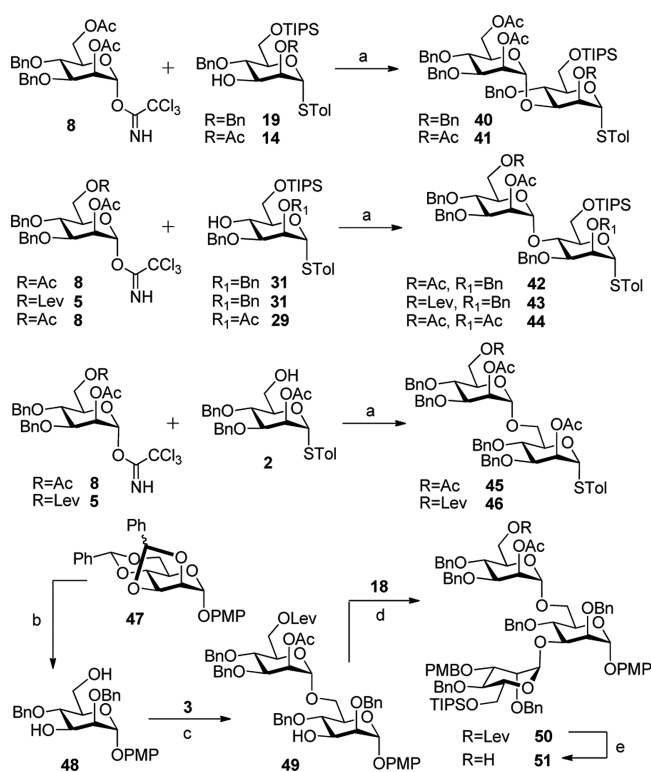 OAc
OAc
BnO
BnO
O
O
CCl3
NH
8
+
OTIPS
OR
BnO
HO
O
STol
R=Bn 19
R=Ac 14
a
OAc
OAc
BnO
BnO
O
OTIPS
OR
BnO
O
O
STol
R=Bn 40
R=Ac 41
OR
OAc
BnO
BnO
O
O
CCl3
NH
R=Ac 8
R=Lev 5
R=Ac 8
+
OTIPS
OR1
HO
BnO
O
STol
R1=Bn 31
R1=Bn 31
R1=Ac 29
a
OR
OAc
BnO
BnO
O
OTIPS
OR1
O
BnO
O
STol
R=Ac, R1=Bn 42
R=Lev, R1=Bn 43
R=Ac, R1=Ac 44
OR
OAc
BnO
BnO
O
O
CCl3
NH
R=Ac 8
R=Lev 5
+
OH
OAc
BnO
BnO
O
STol
2
a
OR
OAc
BnO
BnO
O
O
OAc
BnO
BnO
O
STol
R=Ac 45
R=Lev 46
Ph
Ph
O
O
O
O
O
OPMP
47
b
OH
OBn
BnO
HO
O
OPMP
48
3
c
OLev
OAc
BnO
BnO
O
O
OBn
BnO
HO
O
OPMP
49
18
d
OR
OAc
BnO
BnO
O
O
OBn
BnO
O
O
OPMP
PMBO
BnO
TIPSO
O
OBn
R=Lev 50
R=H 51
e